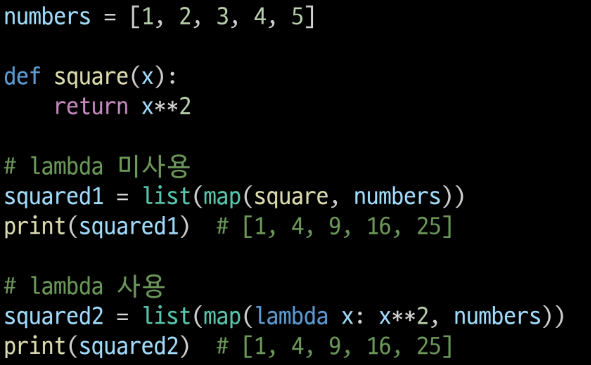 numbers = [1, 2, 3, 4, 5]

def square(x):
    return x**2

# lambda 미사용
squared1 = list(map(square, numbers))
print(squared1)  # [1, 4, 9, 16, 25]

# lambda 사용
squared2 = list(map(lambda x: x**2, numbers))
print(squared2)  # [1, 4, 9, 16, 25]